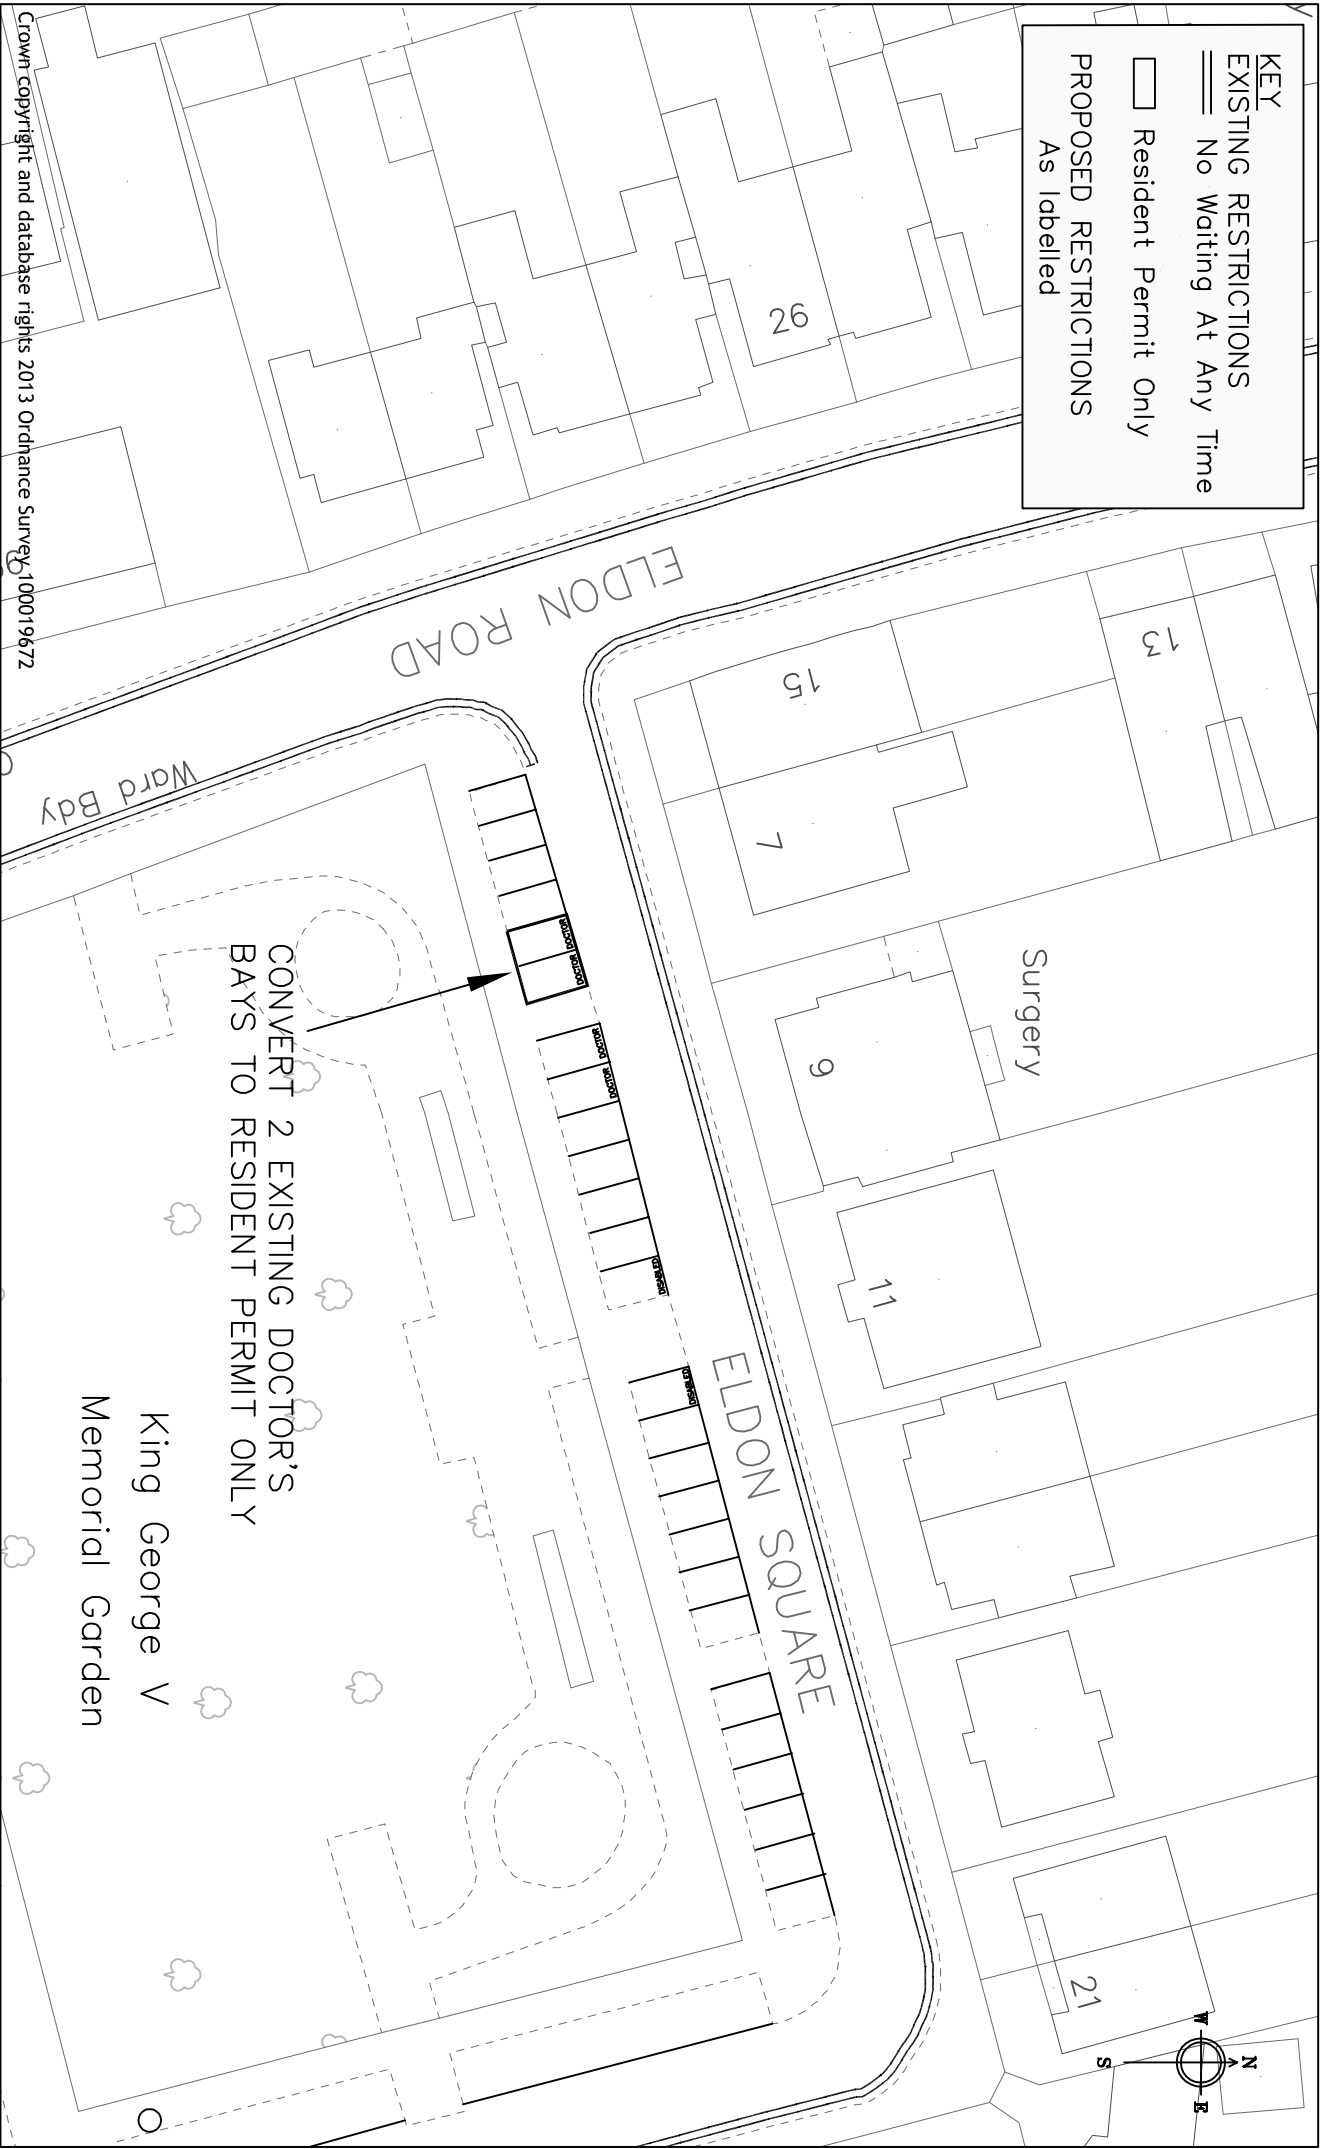 KEY
EXISTING RESTRICTIONS
No Waiting At Any Time
Resident Permit Only
PROPOSED RESTRICTIONS
As labelled
26
ELDON ROAD
13
15
7
Surgery
9
11
21
N
W
E
S
Ward Bdy
DOCTOR
DOCTOR
DOCTOR
DOCTOR
DISABLED
DISABLED
ELDON SQUARE
CONVERT 2 EXISTING DOCTOR'S
BAYS TO RESIDENT PERMIT ONLY
King George V
Memorial Garden
Crown copyright and database rights 2013 Ordnance Survey 100019672